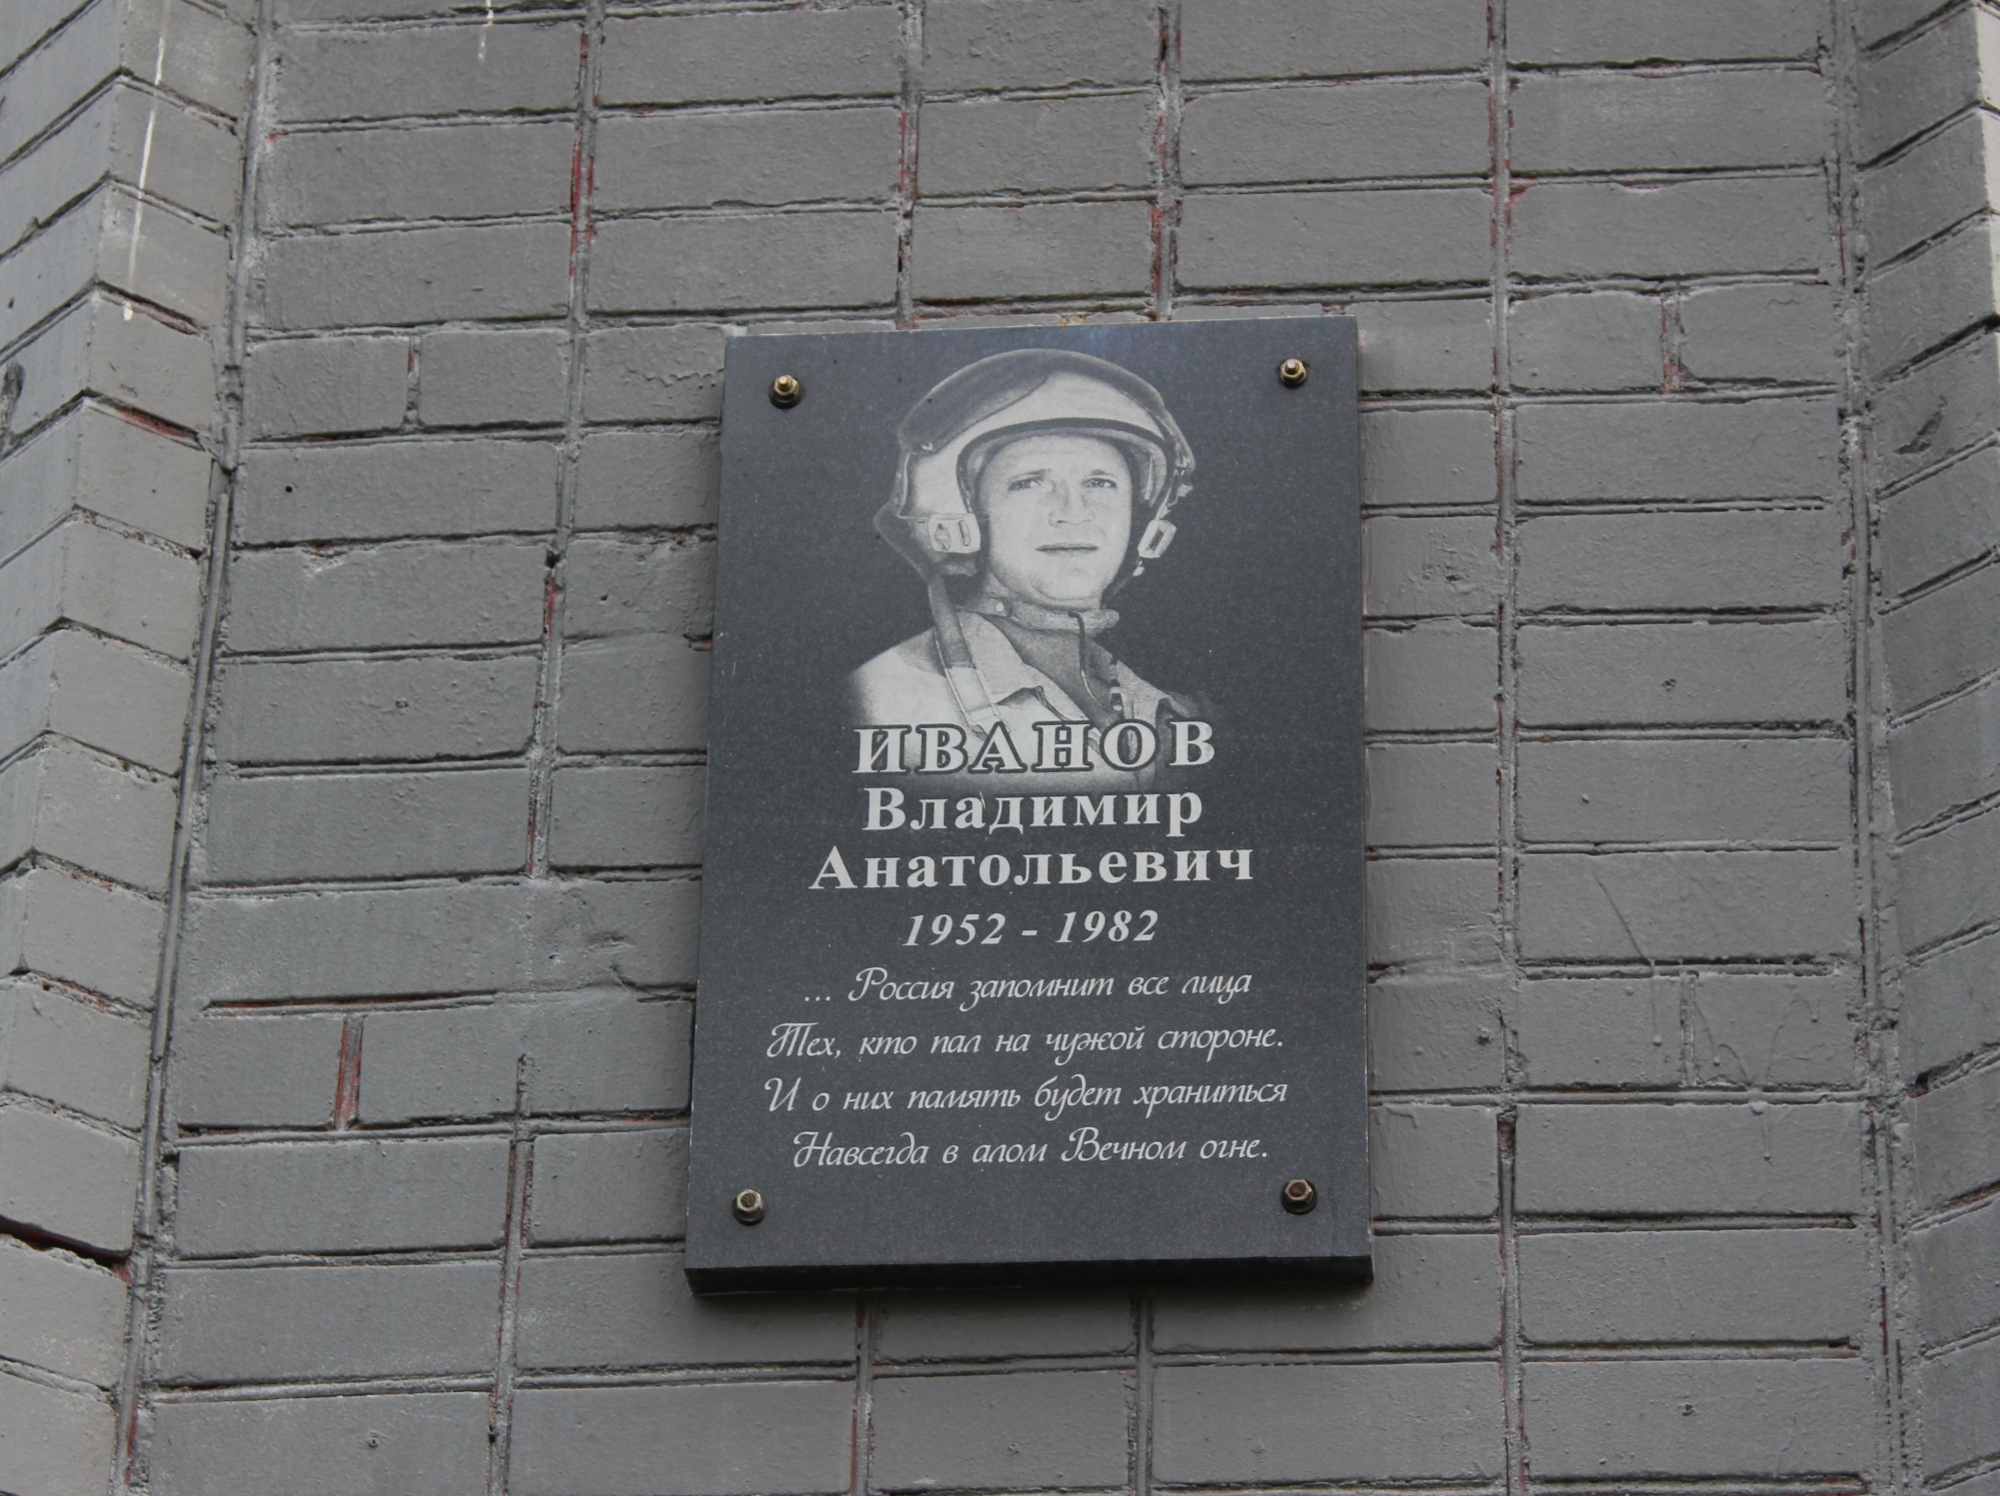 ИВАНОВ
Владимир
Анатольевич
1952 - 1982
... Россия запомнит все лица
Тех, кто пал на чужой стороне.
И о них память будет храниться
Навсегда в алом Вечном огне.